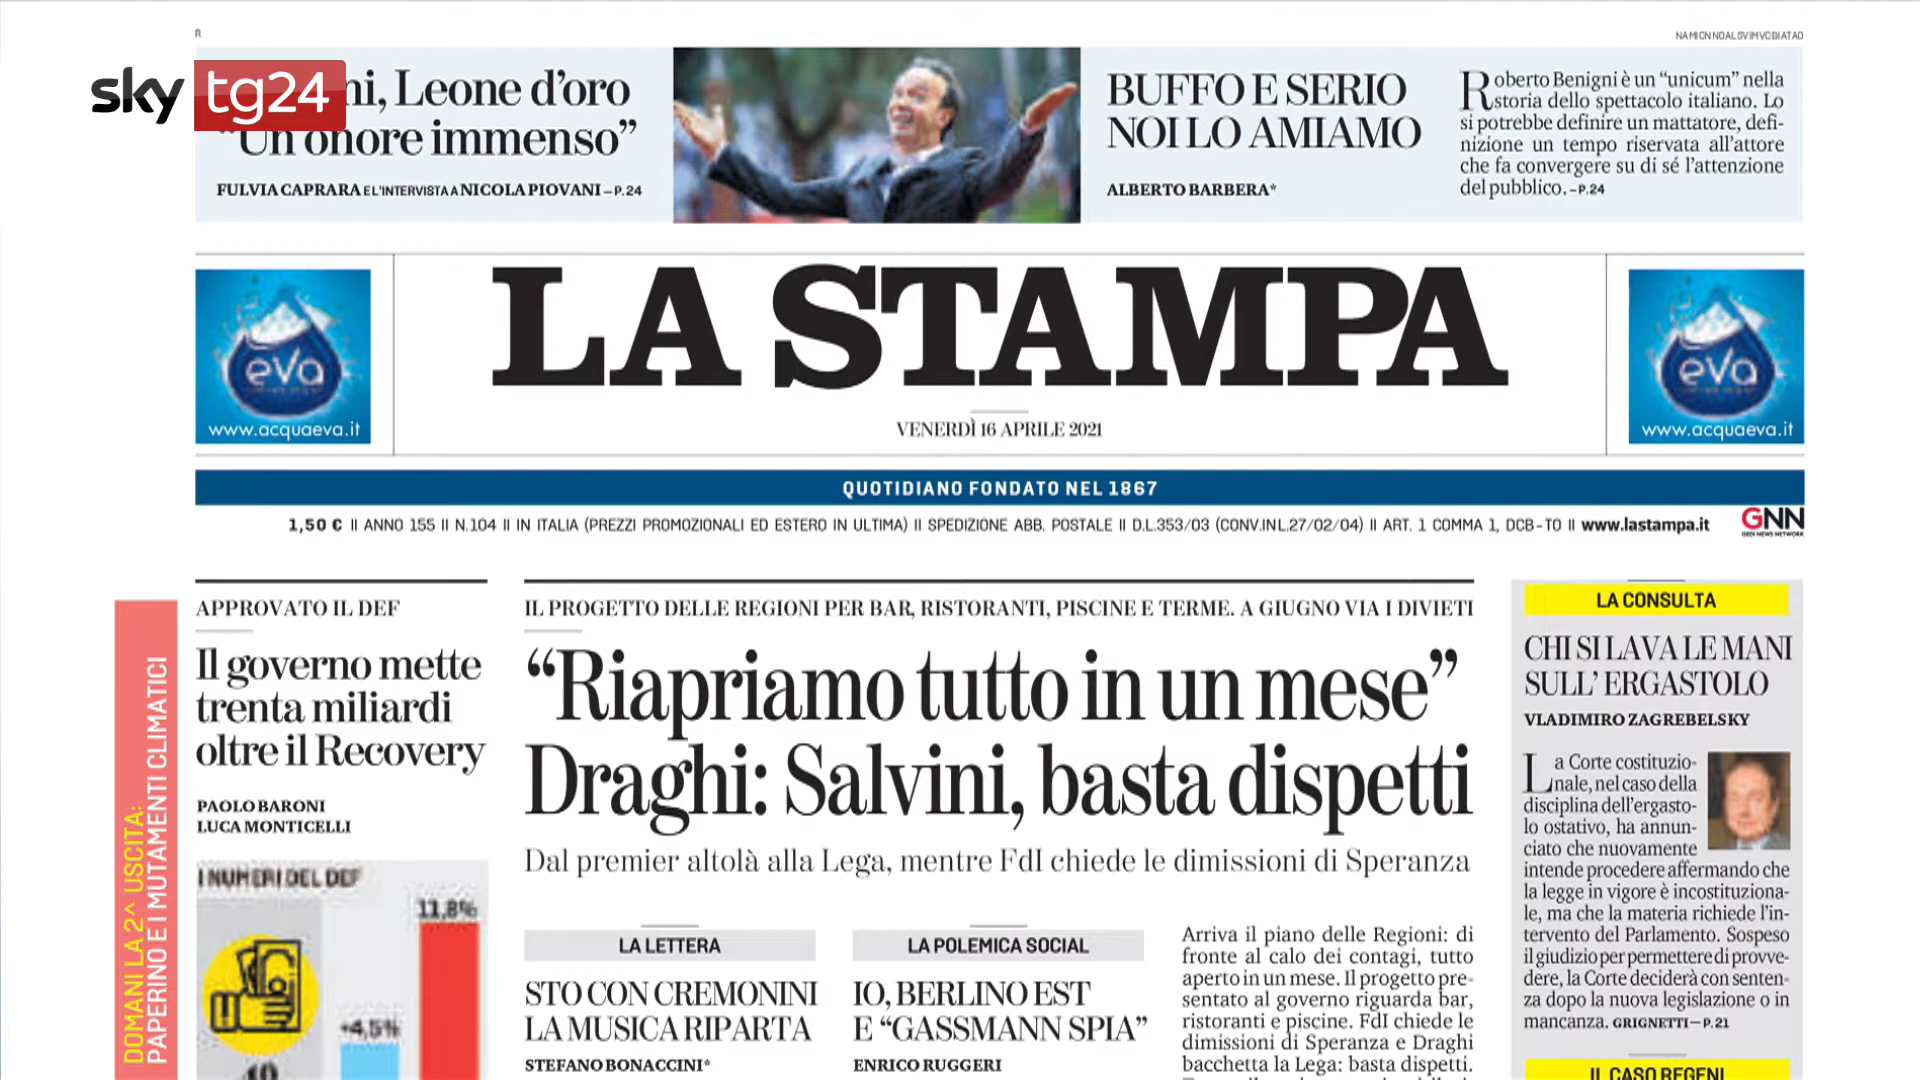 R
NAMIONNOALSVIMVCBIATAO
sky tg24
ni, Leone d’oro
“Un onore immenso”
FULVIA CAPRARA E L'INTERVISTA A NICOLA PIOVANI – P. 24
BUFFO E SERIO
NOI LO AMIAMO
ALBERTO BARBERA*
Roberto Benigni è un “unicum” nella
storia dello spettacolo italiano. Lo
si potrebbe definire un mattatore, defi-
nizione un tempo riservata all’attore
che fa convergere su di sé l’attenzione
del pubblico. – P. 24
eva
www.acquaeva.it
LA STAMPA
VENERDÌ 16 APRILE 2021
eva
www.acquaeva.it
QUOTIDIANO FONDATO NEL 1867
1,50 € II ANNO 155 II N.104 II IN ITALIA (PREZZI PROMOZIONALI ED ESTERO IN ULTIMA) II SPEDIZIONE ABB. POSTALE II D.L.353/03 (CONV.IN L.27/02/04) II ART. 1 COMMA 1, DCB-TO II www.lastampa.it
GNN
GEDI NEWS NETWORK
DOMANI LA 2^ USCITA:
PAPERINO E I MUTAMENTI CLIMATICI
APPROVATO IL DEF
Il governo mette
trenta miliardi
oltre il Recovery
PAOLO BARONI
LUCA MONTICELLI
I NUMERI DEL DEF
11,8%
+4,5%
40
IL PROGETTO DELLE REGIONI PER BAR, RISTORANTI, PISCINE E TERME. A GIUGNO VIA I DIVIETI
“Riapriamo tutto in un mese”
Draghi: Salvini, basta dispetti
Dal premier altolà alla Lega, mentre FdI chiede le dimissioni di Speranza
LA LETTERA
STO CON CREMONINI
LA MUSICA RIPARTA
STEFANO BONACCINI*
LA POLEMICA SOCIAL
IO, BERLINO EST
E “GASSMANN SPIA”
ENRICO RUGGERI
Arriva il piano delle Regioni: di
fronte al calo dei contagi, tutto
aperto in un mese. Il progetto pre-
sentato al governo riguarda bar,
ristoranti e piscine. FdI chiede le
dimissioni di Speranza e Draghi
bacchetta la Lega: basta dispetti.
LA CONSULTA
CHI SI LAVA LE MANI
SULL’ ERGASTOLO
VLADIMIRO ZAGREBELSKY
La Corte costituzio-
nale, nel caso della
disciplina dell’ergasto-
lo ostativo, ha annun-
ciato che nuovamente
intende procedere affermando che
la legge in vigore è incostituziona-
le, ma che la materia richiede l’in-
tervento del Parlamento. Sospeso
il giudizio per permettere di provve-
dere, la Corte deciderà con senten-
za dopo la nuova legislazione o in
mancanza. GRIGNETTI – P. 21
IL CASO REGENI